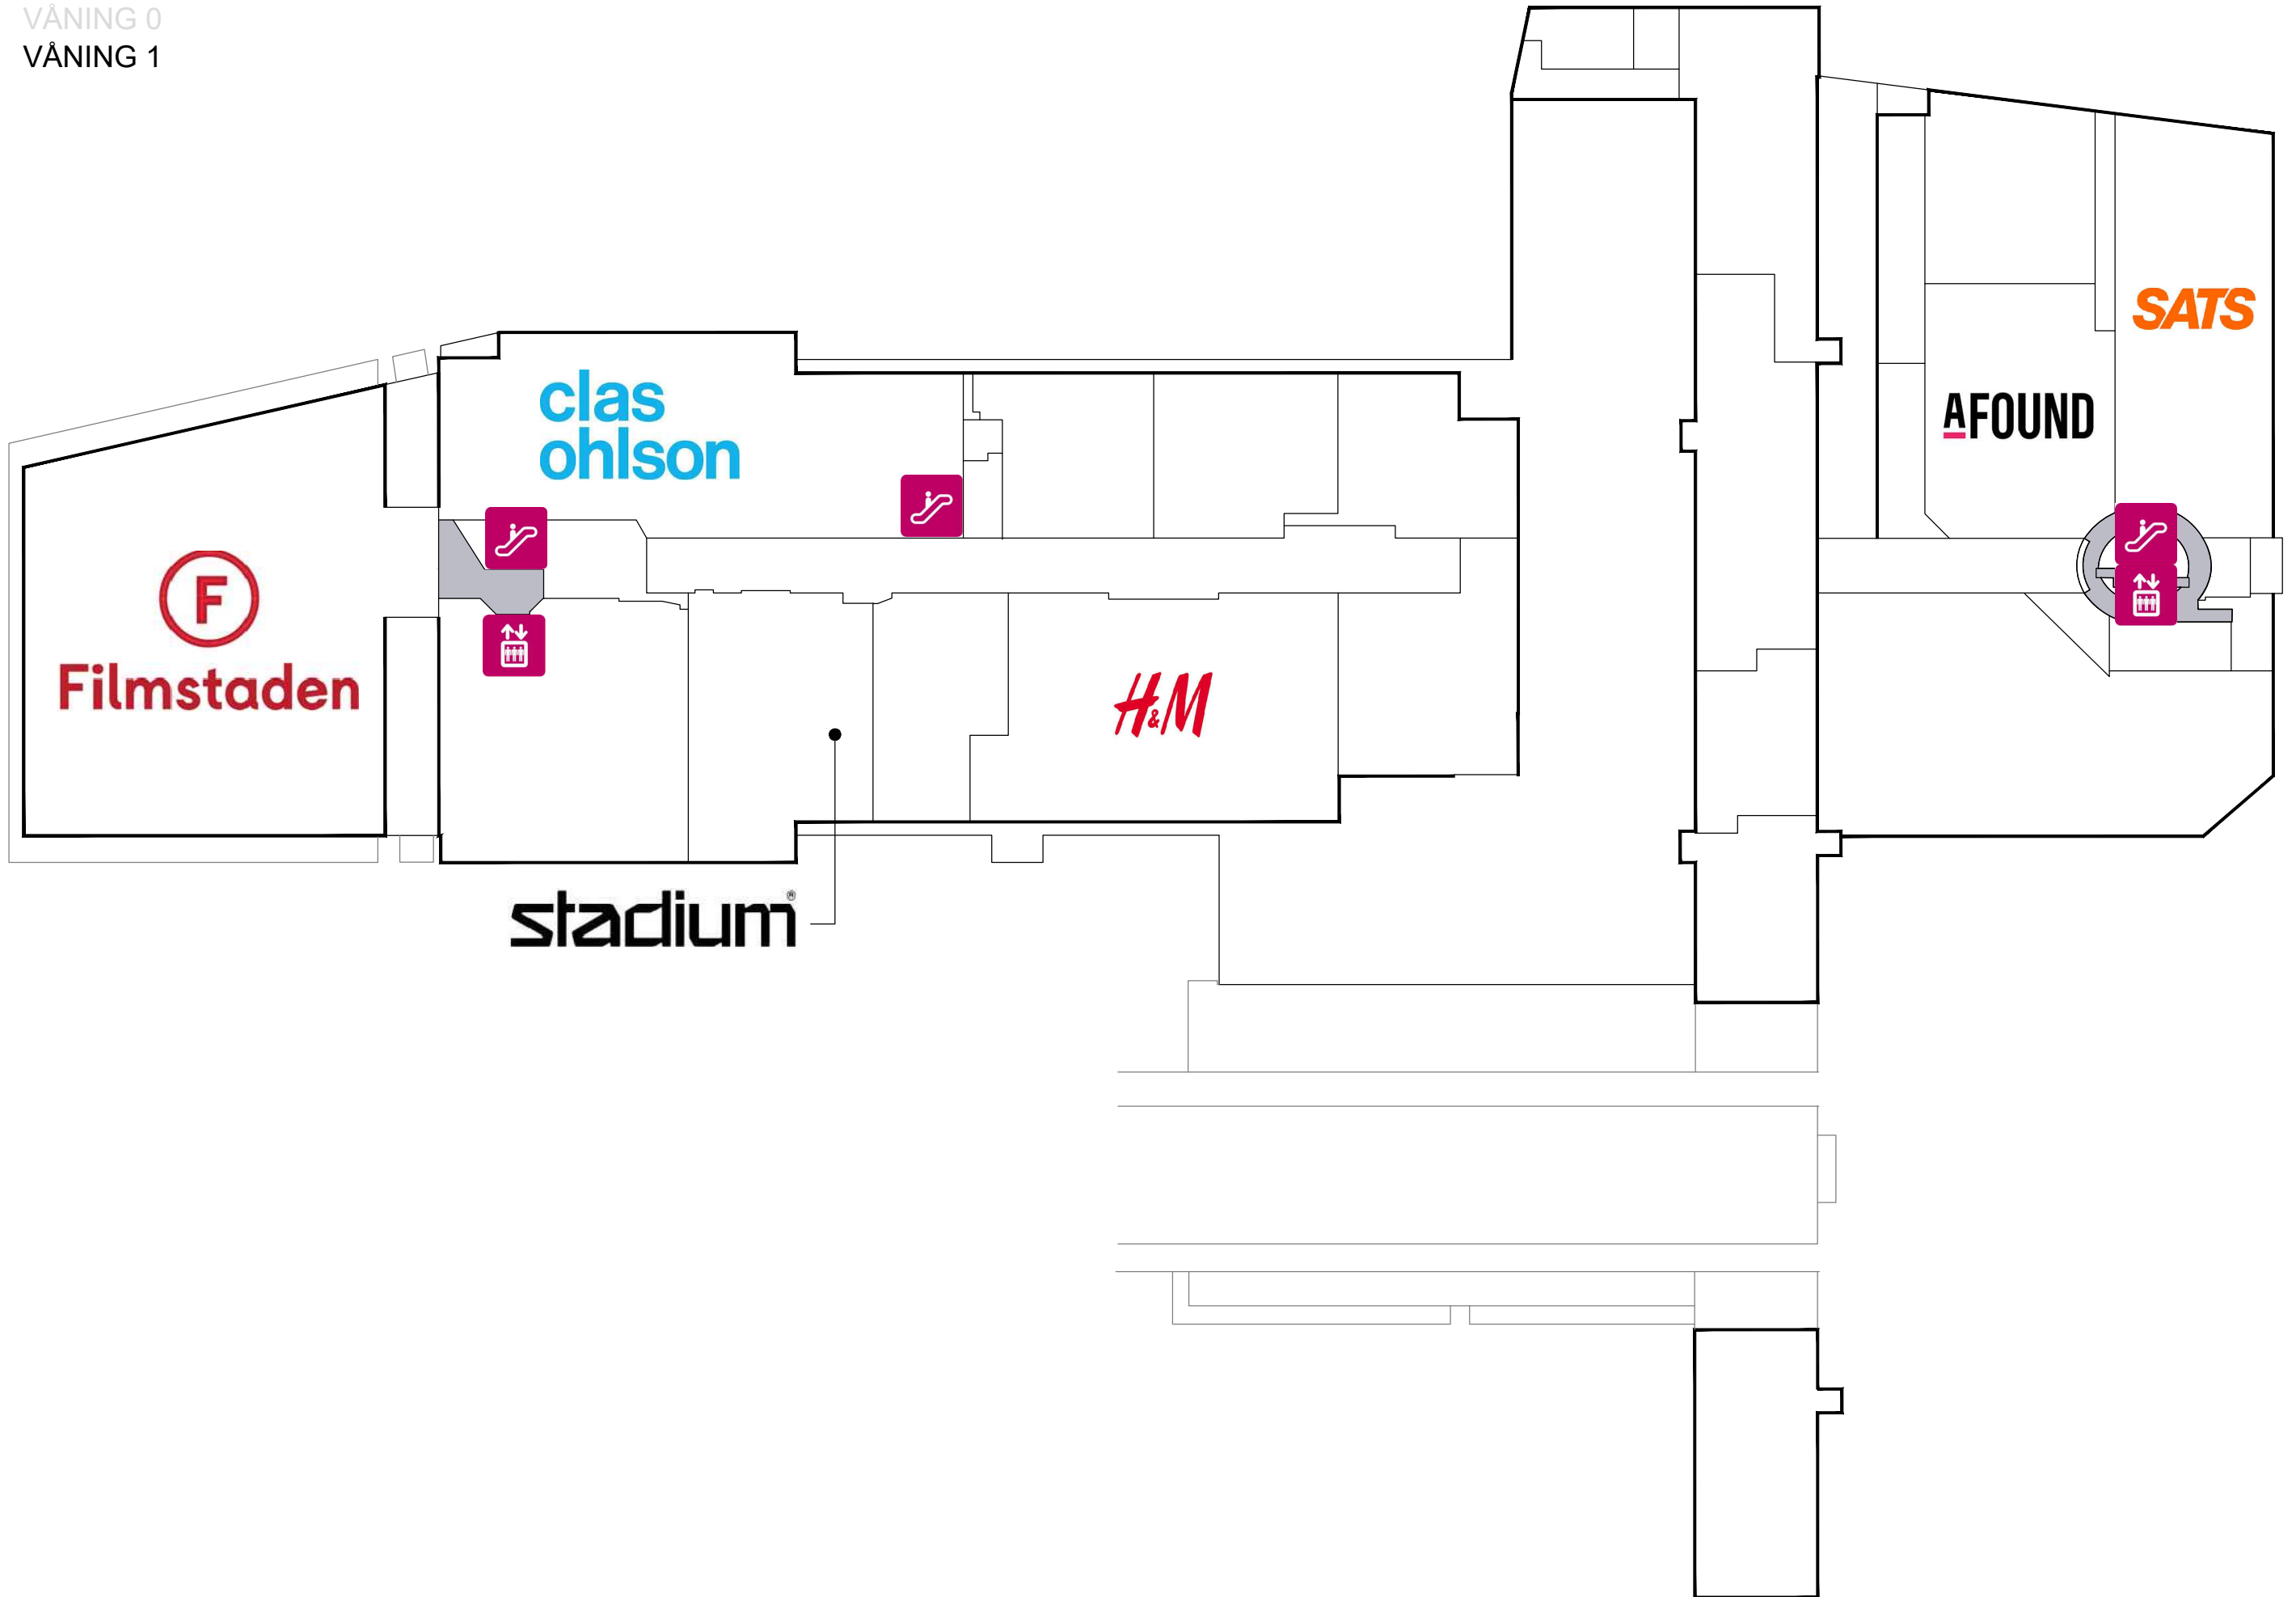 VÅNING 0
VÅNING 1
SATS
clas
ohlson
AFOUND
F
Filmstaden
H&M
stadium®